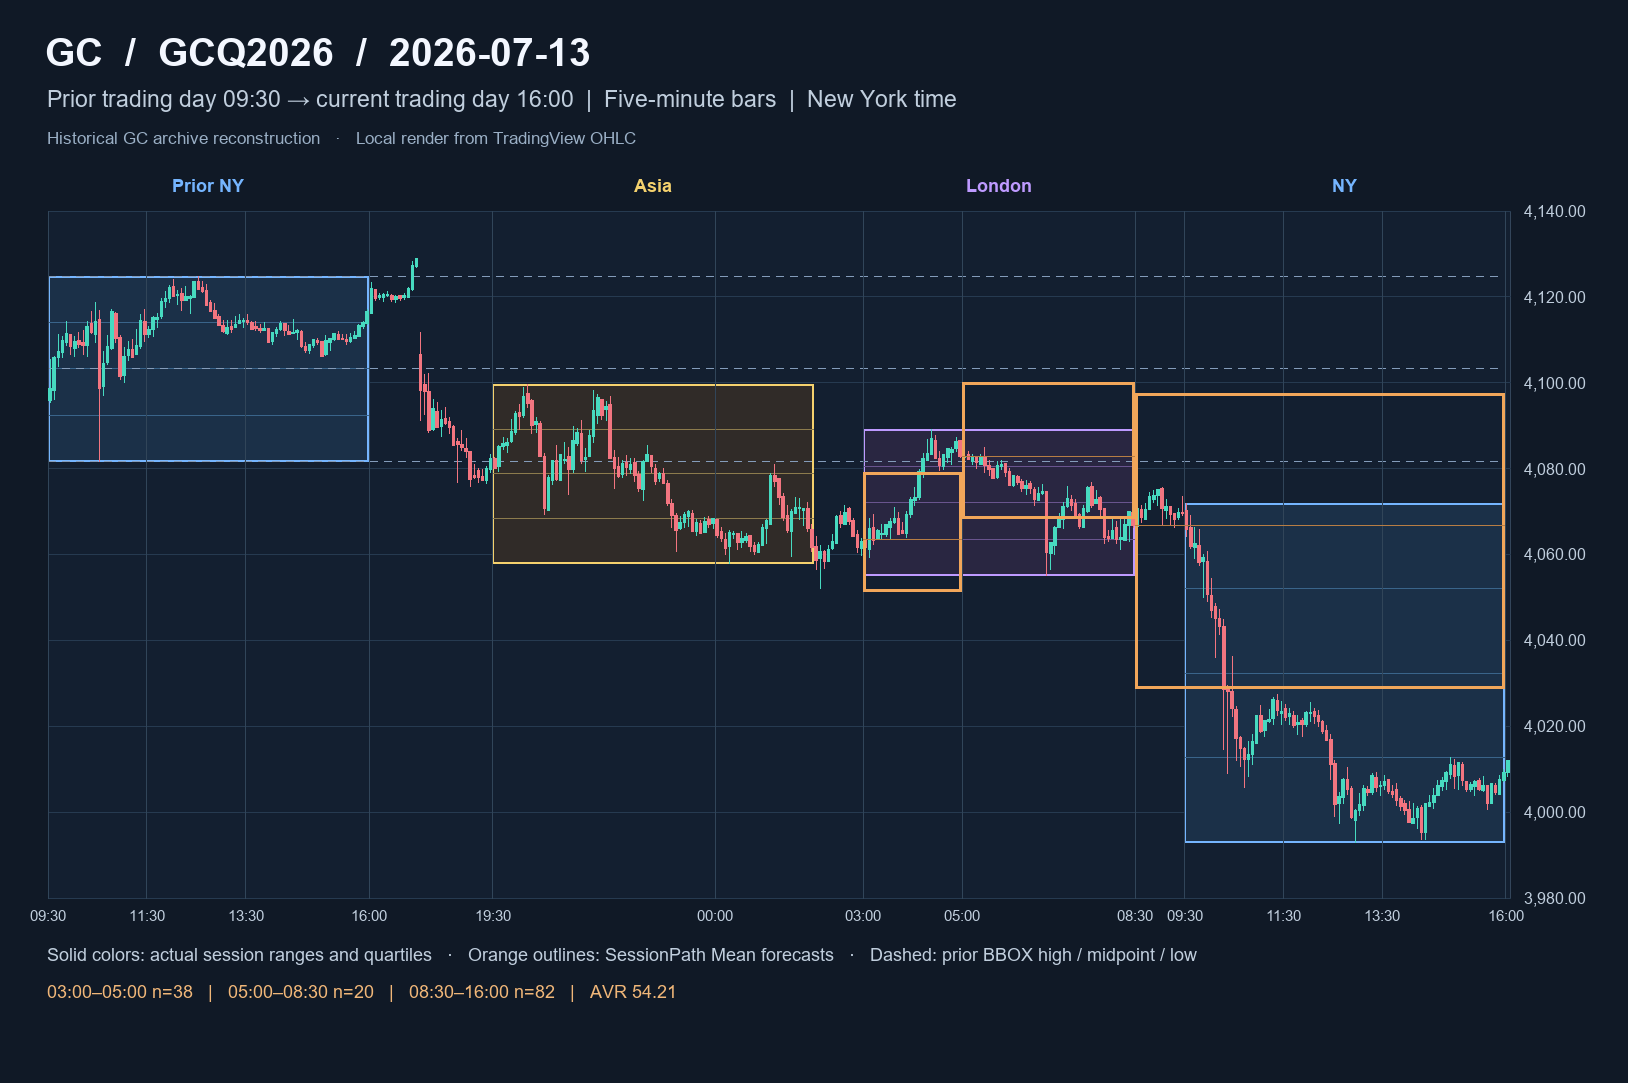 GC / GCQ2026 / 2026-07-13
Prior trading day 09:30 → current trading day 16:00 | Five-minute bars | New York time
Historical GC archive reconstruction · Local render from TradingView OHLC
Prior NY Asia London NY
4,140.00
4,120.00
4,100.00
4,080.00
4,060.00
4,040.00
4,020.00
4,000.00
3,980.00
09:30 11:30 13:30 16:00 19:30 00:00 03:00 05:00 08:30 09:30 11:30 13:30 16:00
Solid colors: actual session ranges and quartiles · Orange outlines: SessionPath Mean forecasts · Dashed: prior BBOX high / midpoint / low
03:00–05:00 n=38 | 05:00–08:30 n=20 | 08:30–16:00 n=82 | AVR 54.21